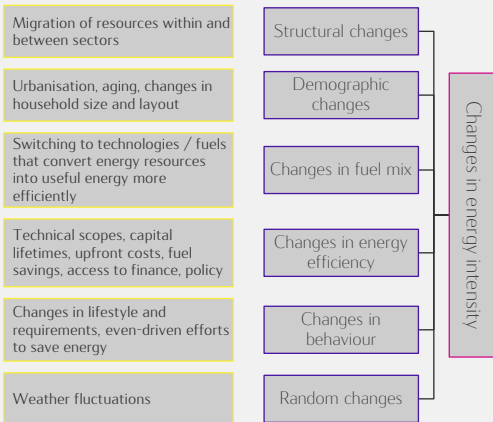 Migration of resources within and
between sectors
Structural changes
Urbanisation, aging, changes in
household size and layout
Demographic
changes
Switching to technologies / fuels
that convert energy resources
into useful energy more
efficiently
Changes in fuel mix
Technical scopes, capital
lifetimes, upfront costs, fuel
savings, access to finance, policy
Changes in energy
efficiency
Changes in lifestyle and
requirements, even-driven efforts
to save energy
Changes in
behaviour
Weather fluctuations
Random changes
Changes in energy intensity